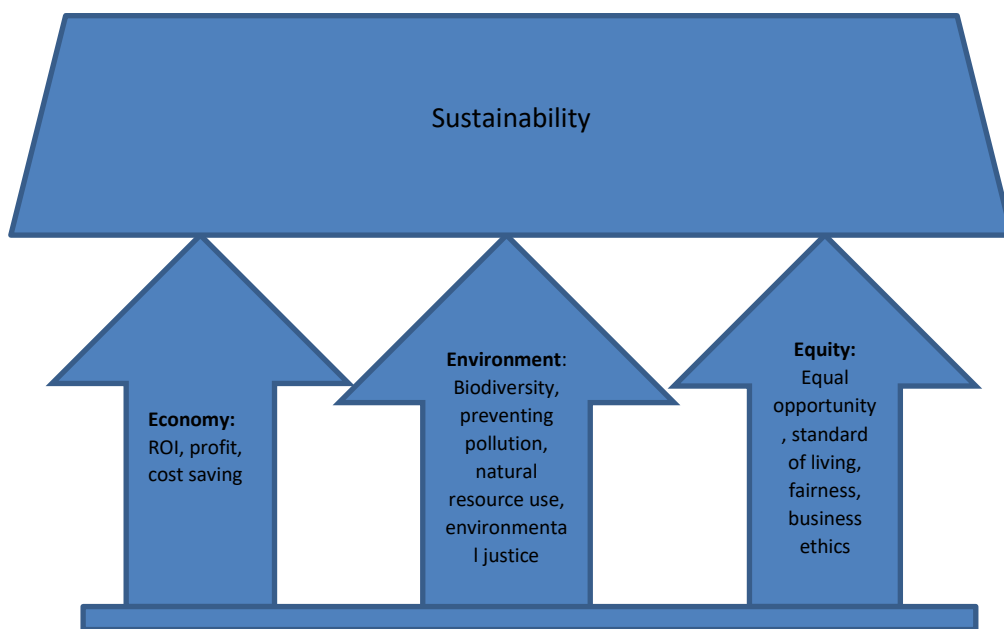 Sustainability
Economy:
ROI, profit,
cost saving
Environment:
Biodiversity,
preventing
pollution,
natural
resource use,
environmenta
l justice
Equity:
Equal
opportunity
, standard
of living,
fairness,
business
ethics